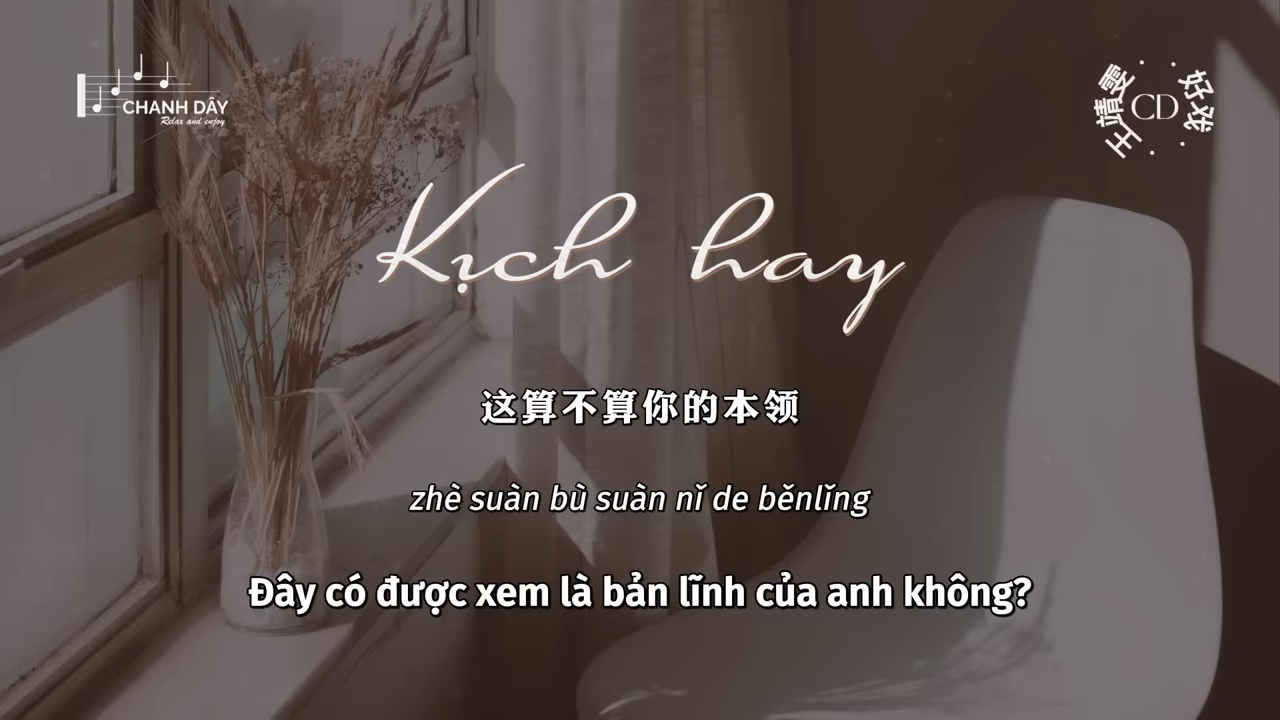 CHANH DÂY
Relax and enjoy
王靖雯
CD
好戏
Kịch hay
这算不算你的本领
zhè suàn bù suàn nǐ de běnlǐng
Đây có được xem là bản lĩnh của anh không?